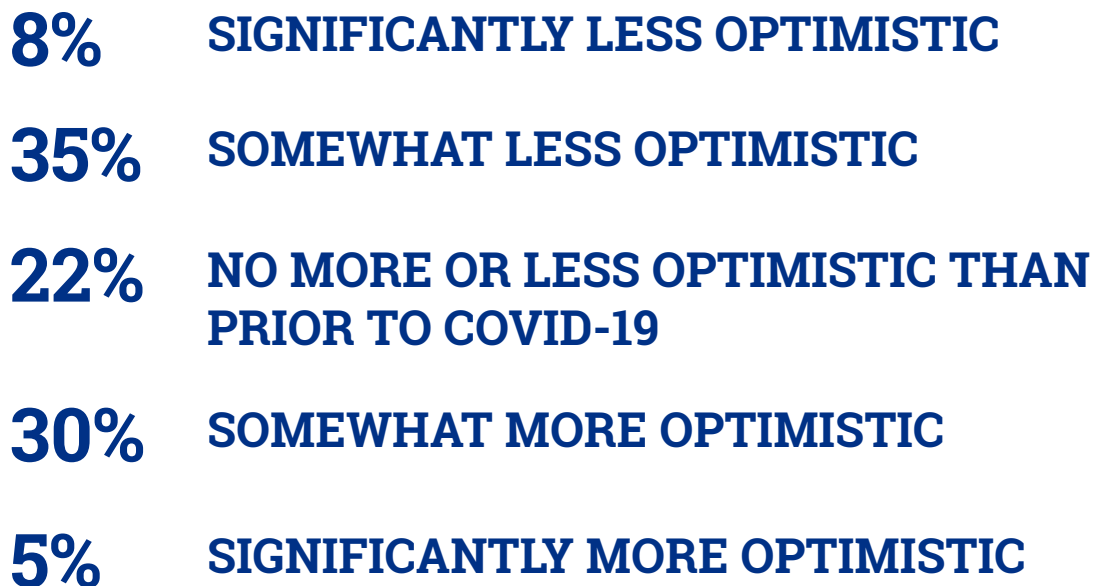 8% SIGNIFICANTLY LESS OPTIMISTIC
35% SOMEWHAT LESS OPTIMISTIC
22% NO MORE OR LESS OPTIMISTIC THAN
PRIOR TO COVID-19
30% SOMEWHAT MORE OPTIMISTIC
5% SIGNIFICANTLY MORE OPTIMISTIC